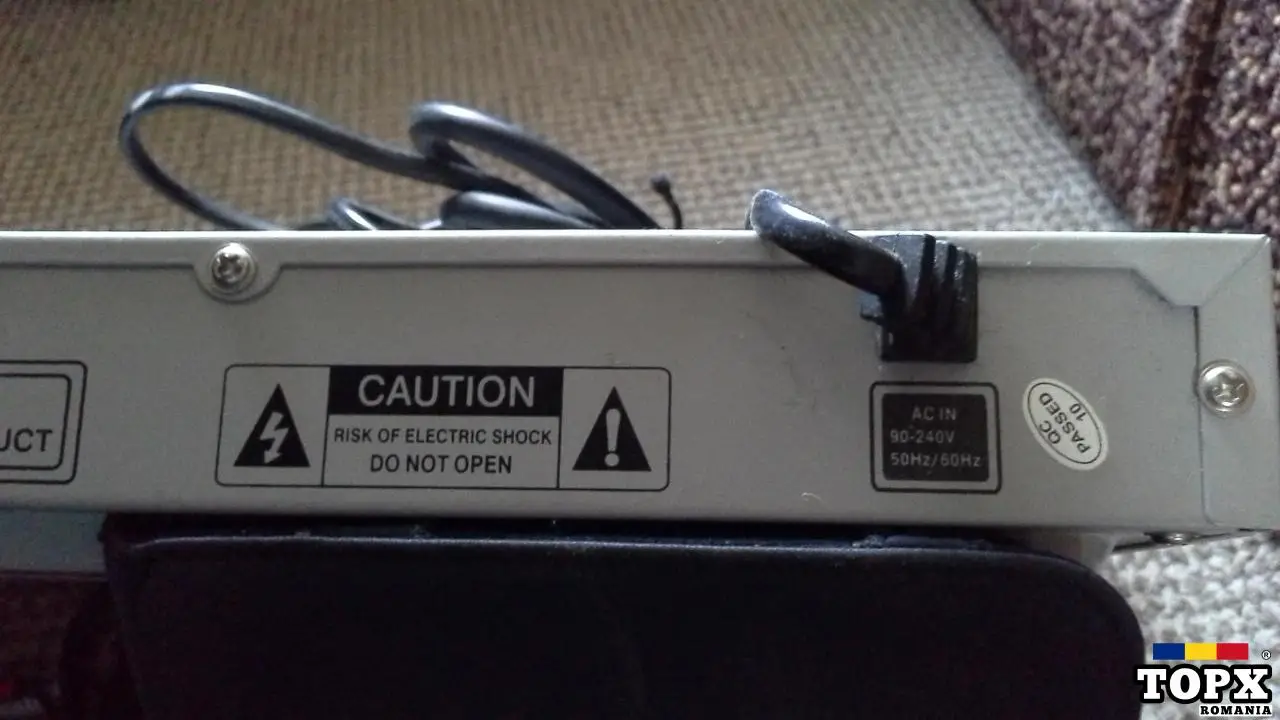 UCT
CAUTION
RISK OF ELECTRIC SHOCK
DO NOT OPEN
AC IN
90-240V
50Hz/60Hz
QC
PASSED
10
TOPX®
ROMANIA